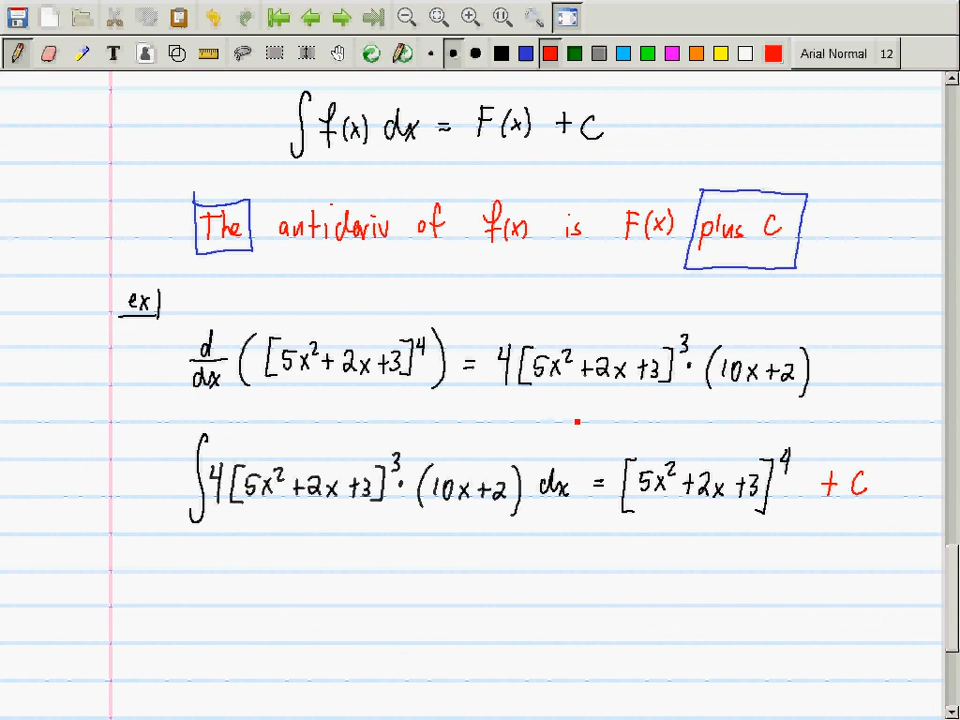 Arial Normal 12
∫ f(x) dx = F(x) + C
The antideriv of f(x) is F(x) plus C
ex)
d/dx ([5x²+2x+3]⁴) = 4[5x²+2x+3]³·(10x+2)
∫4[5x²+2x+3]³·(10x+2) dx = [5x²+2x+3]⁴ + C